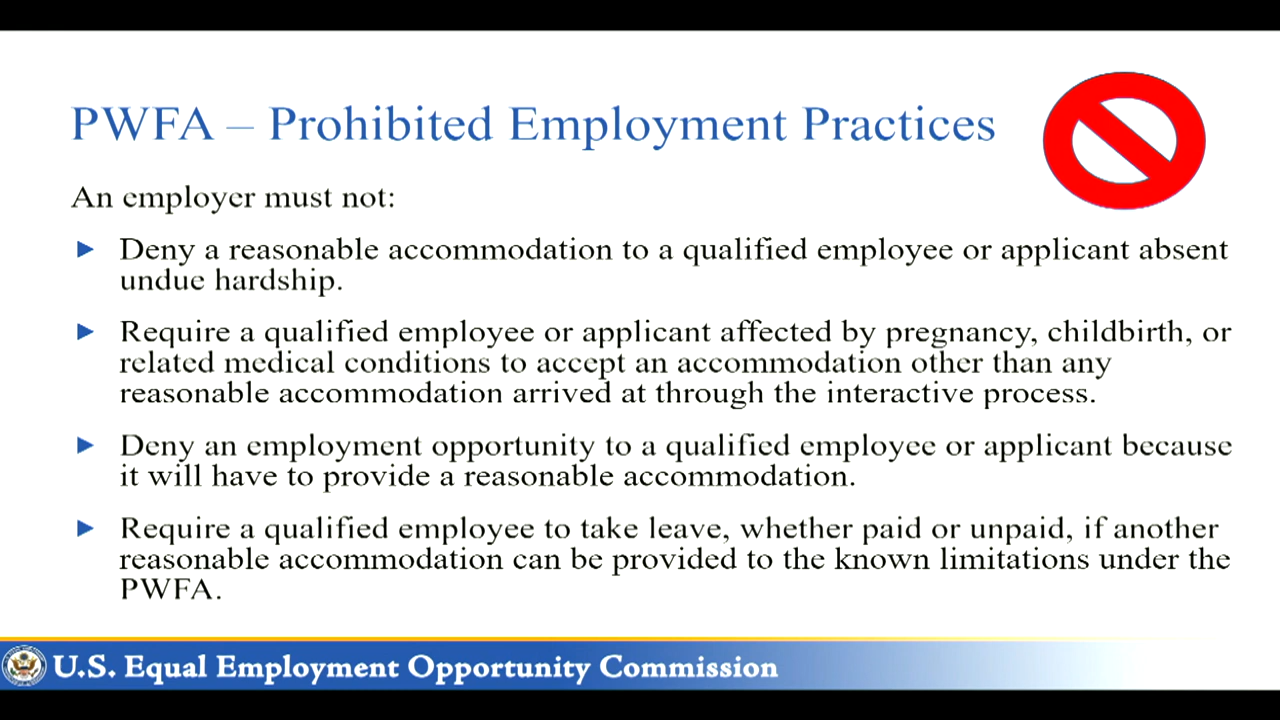 PWFA – Prohibited Employment Practices
An employer must not:
Deny a reasonable accommodation to a qualified employee or applicant absent
undue hardship.
Require a qualified employee or applicant affected by pregnancy, childbirth, or
related medical conditions to accept an accommodation other than any
reasonable accommodation arrived at through the interactive process.
Deny an employment opportunity to a qualified employee or applicant because
it will have to provide a reasonable accommodation.
Require a qualified employee to take leave, whether paid or unpaid, if another
reasonable accommodation can be provided to the known limitations under the
PWFA.
U.S. Equal Employment Opportunity Commission